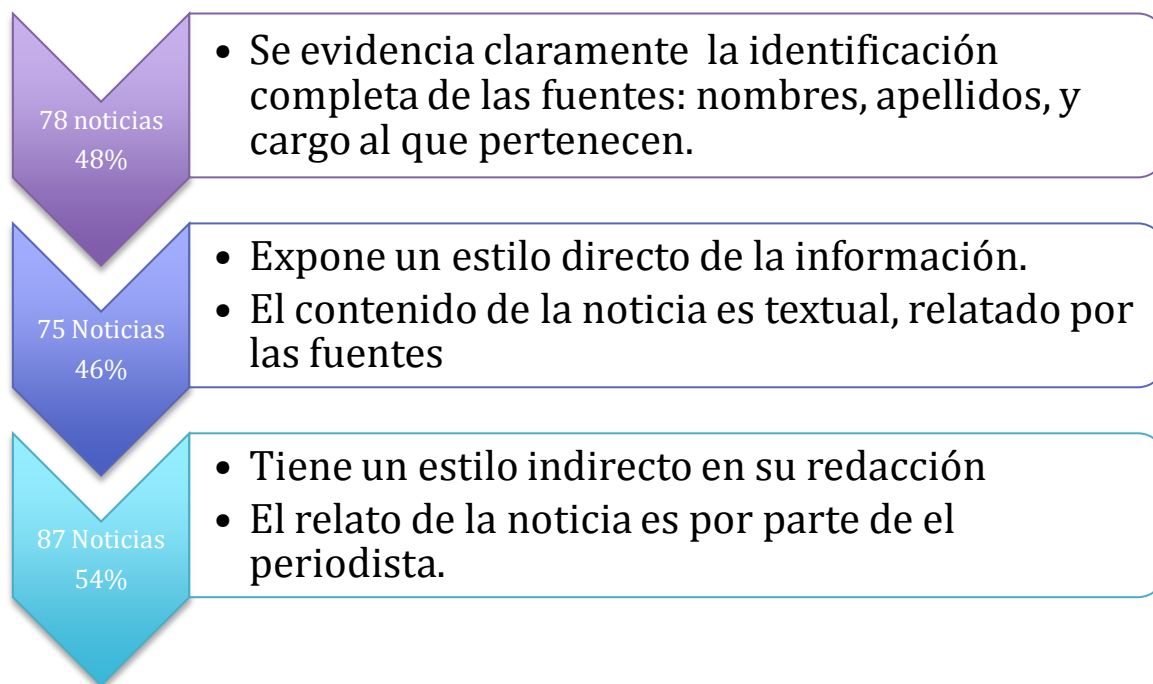 78 noticias
48%
• Se evidencia claramente la identificación
completa de las fuentes: nombres, apellidos, y
cargo al que pertenecen.
75 Noticias
46%
• Expone un estilo directo de la información.
• El contenido de la noticia es textual, relatado por
las fuentes
87 Noticias
54%
• Tiene un estilo indirecto en su redacción
• El relato de la noticia es por parte de el
periodista.